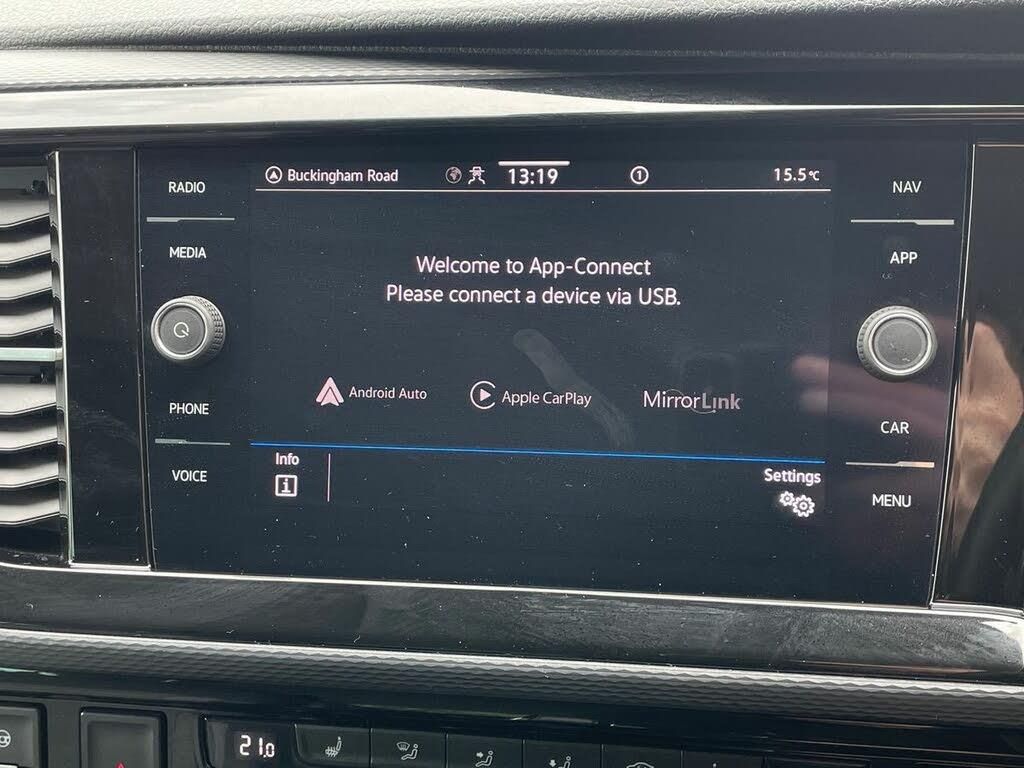 RADIO
MEDIA
PHONE
VOICE
Buckingham Road
13:19
1
15.5°C
Welcome to App-Connect
Please connect a device via USB.
Android Auto
Apple CarPlay
MirrorLink
Info
i
Settings
NAV
APP
CAR
MENU
21.0